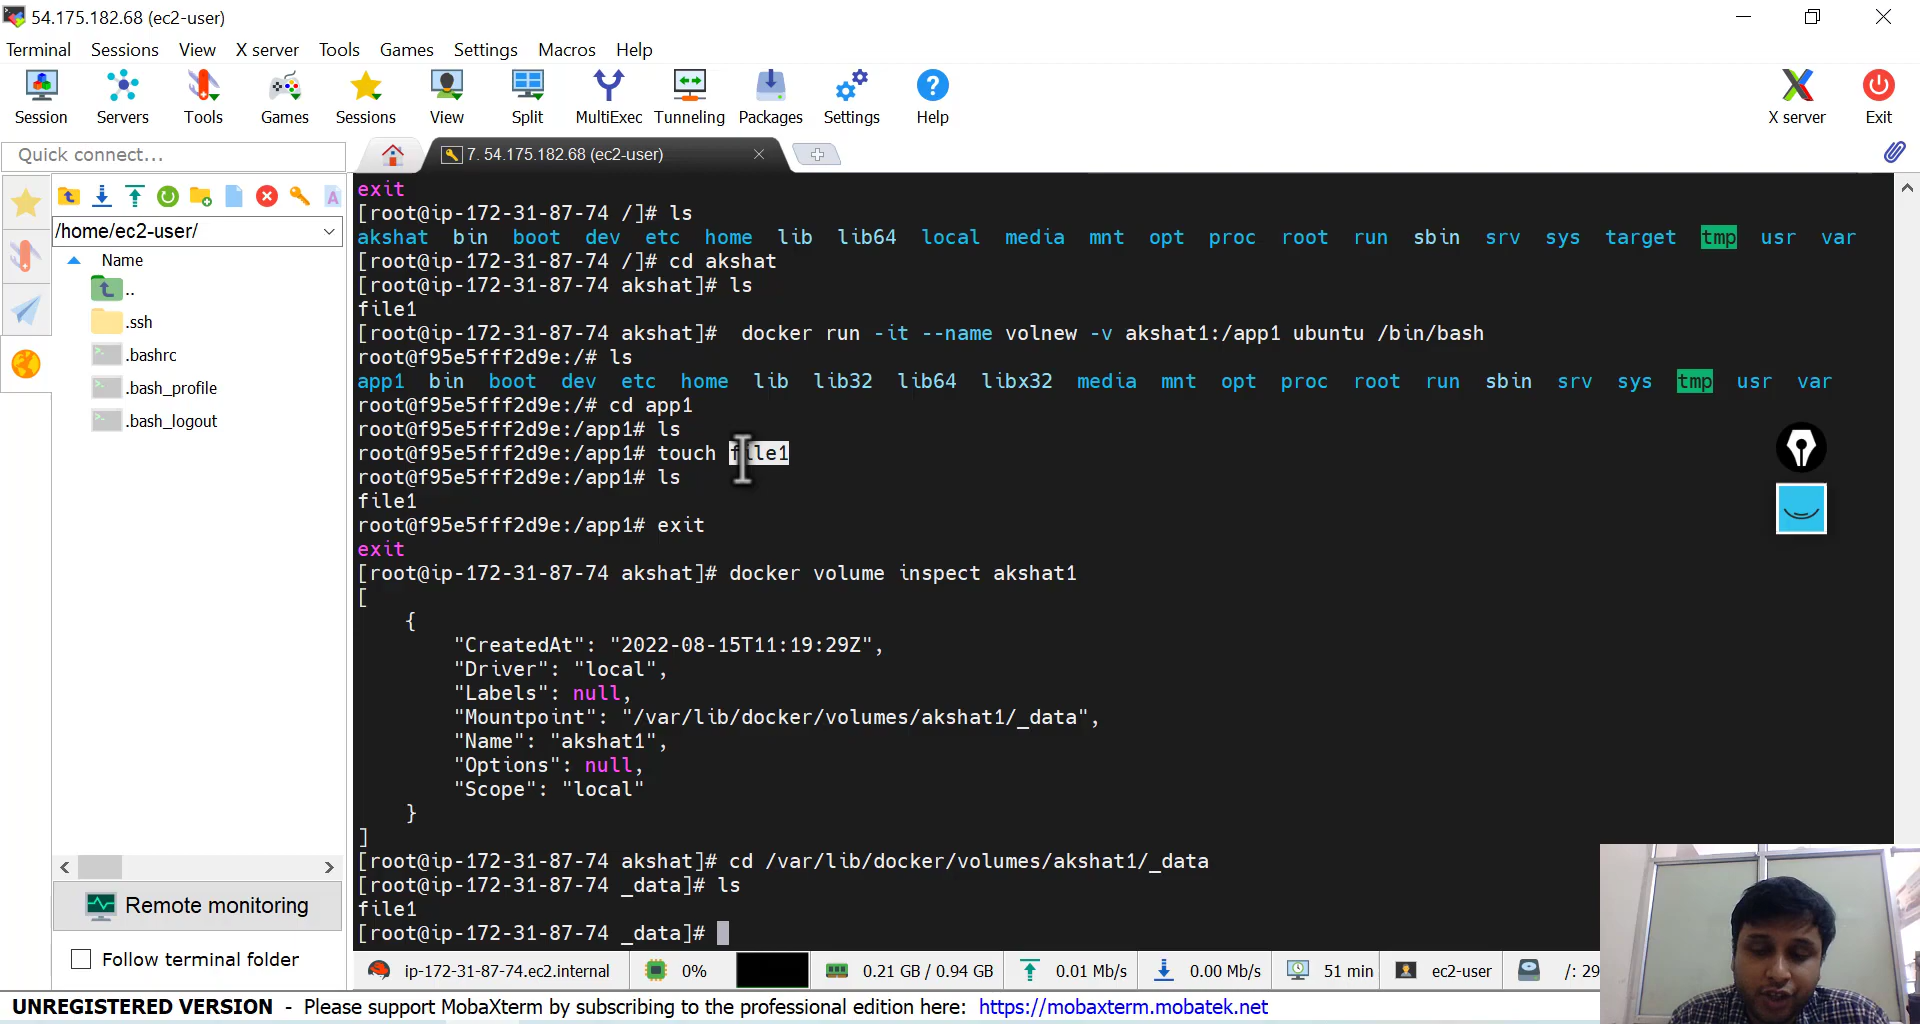 54.175.182.68 (ec2-user)
Terminal Sessions View X server Tools Games Settings Macros Help
Session Servers Tools Games Sessions View Split MultiExec Tunneling Packages Settings Help X server Exit
Quick connect...
7. 54.175.182.68 (ec2-user)
/home/ec2-user/
Name
..
.ssh
.bashrc
.bash_profile
.bash_logout
Remote monitoring
Follow terminal folder
exit
[root@ip-172-31-87-74 /]# ls
akshat bin boot dev etc home lib lib64 local media mnt opt proc root run sbin srv sys target tmp usr var
[root@ip-172-31-87-74 /]# cd akshat
[root@ip-172-31-87-74 akshat]# ls
file1
[root@ip-172-31-87-74 akshat]#  docker run -it --name volnew -v akshat1:/app1 ubuntu /bin/bash
root@f95e5fff2d9e:/# ls
app1 bin boot dev etc home lib lib32 lib64 libx32 media mnt opt proc root run sbin srv sys tmp usr var
root@f95e5fff2d9e:/# cd app1
root@f95e5fff2d9e:/app1# ls
root@f95e5fff2d9e:/app1# touch file1
root@f95e5fff2d9e:/app1# ls
file1
root@f95e5fff2d9e:/app1# exit
exit
[root@ip-172-31-87-74 akshat]# docker volume inspect akshat1
[
    {
        "CreatedAt": "2022-08-15T11:19:29Z",
        "Driver": "local",
        "Labels": null,
        "Mountpoint": "/var/lib/docker/volumes/akshat1/_data",
        "Name": "akshat1",
        "Options": null,
        "Scope": "local"
    }
]
[root@ip-172-31-87-74 akshat]# cd /var/lib/docker/volumes/akshat1/_data
[root@ip-172-31-87-74 _data]# ls
file1
[root@ip-172-31-87-74 _data]#
ip-172-31-87-74.ec2.internal 0% 0.21 GB / 0.94 GB 0.01 Mb/s 0.00 Mb/s 51 min ec2-user /: 29
UNREGISTERED VERSION - Please support MobaXterm by subscribing to the professional edition here: https://mobaxterm.mobatek.net